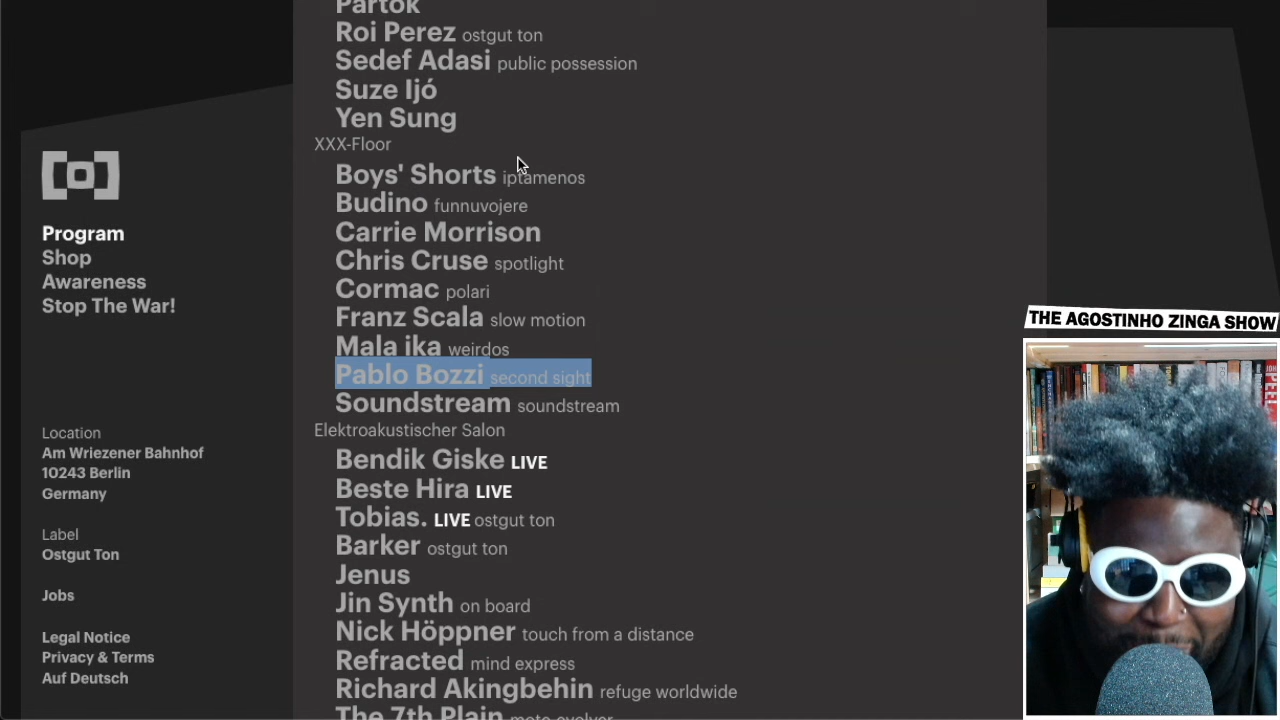 Partok
Roi Perez ostgut ton
Sedef Adasi public possession
Suze Ijó
Yen Sung
XXX-Floor
Boys' Shorts iptamenos
Budino funnuvojere
Carrie Morrison
Chris Cruse spotlight
Cormac polari
Franz Scala slow motion
Mala ika weirdos
Pablo Bozzi second sight
Soundstream soundstream
Elektroakustischer Salon
Bendik Giske LIVE
Beste Hira LIVE
Tobias. LIVE ostgut ton
Barker ostgut ton
Jenus
Jin Synth on board
Nick Höppner touch from a distance
Refracted mind express
Richard Akingbehin refuge worldwide
The 7th Plain
Program
Shop
Awareness
Stop The War!
Location
Am Wriezener Bahnhof
10243 Berlin
Germany
Label
Ostgut Ton
Jobs
Legal Notice
Privacy & Terms
Auf Deutsch
THE AGOSTINHO ZINGA SHOW